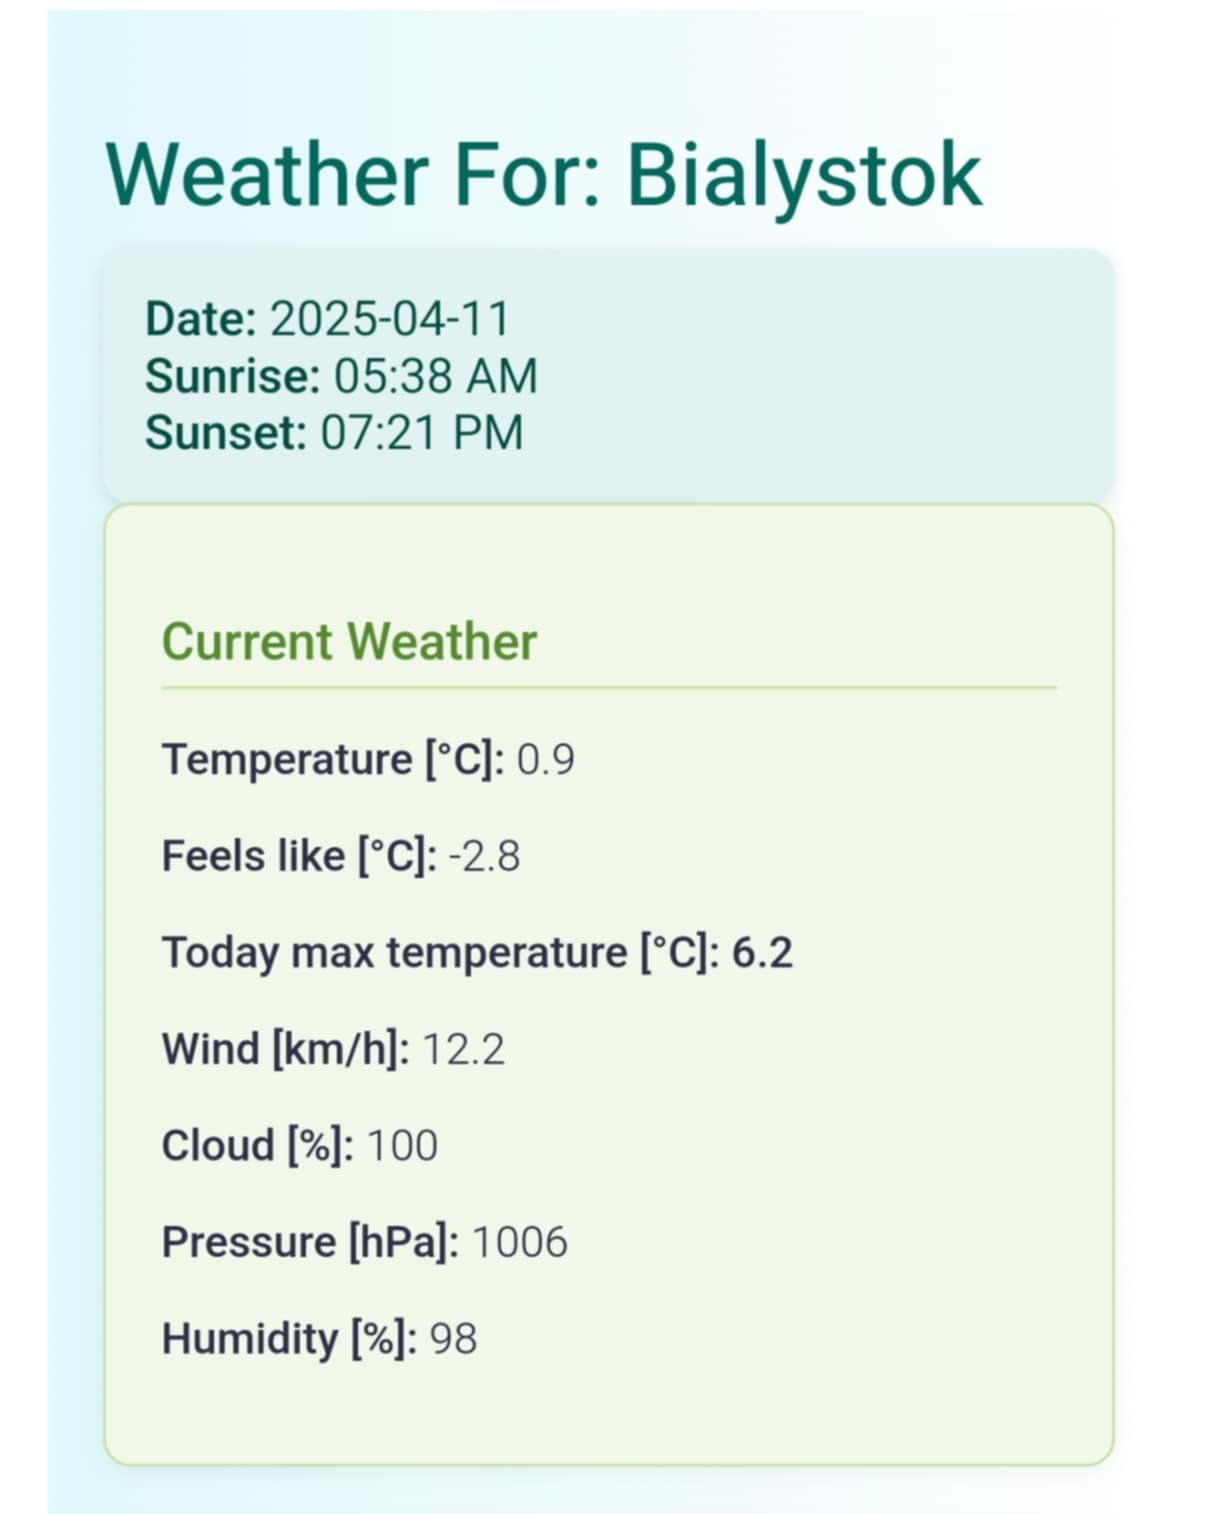 Weather For: Bialystok
Date: 2025-04-11
Sunrise: 05:38 AM
Sunset: 07:21 PM
Current Weather
Temperature [°C]: 0.9
Feels like [°C]: -2.8
Today max temperature [°C]: 6.2
Wind [km/h]: 12.2
Cloud [%]: 100
Pressure [hPa]: 1006
Humidity [%]: 98